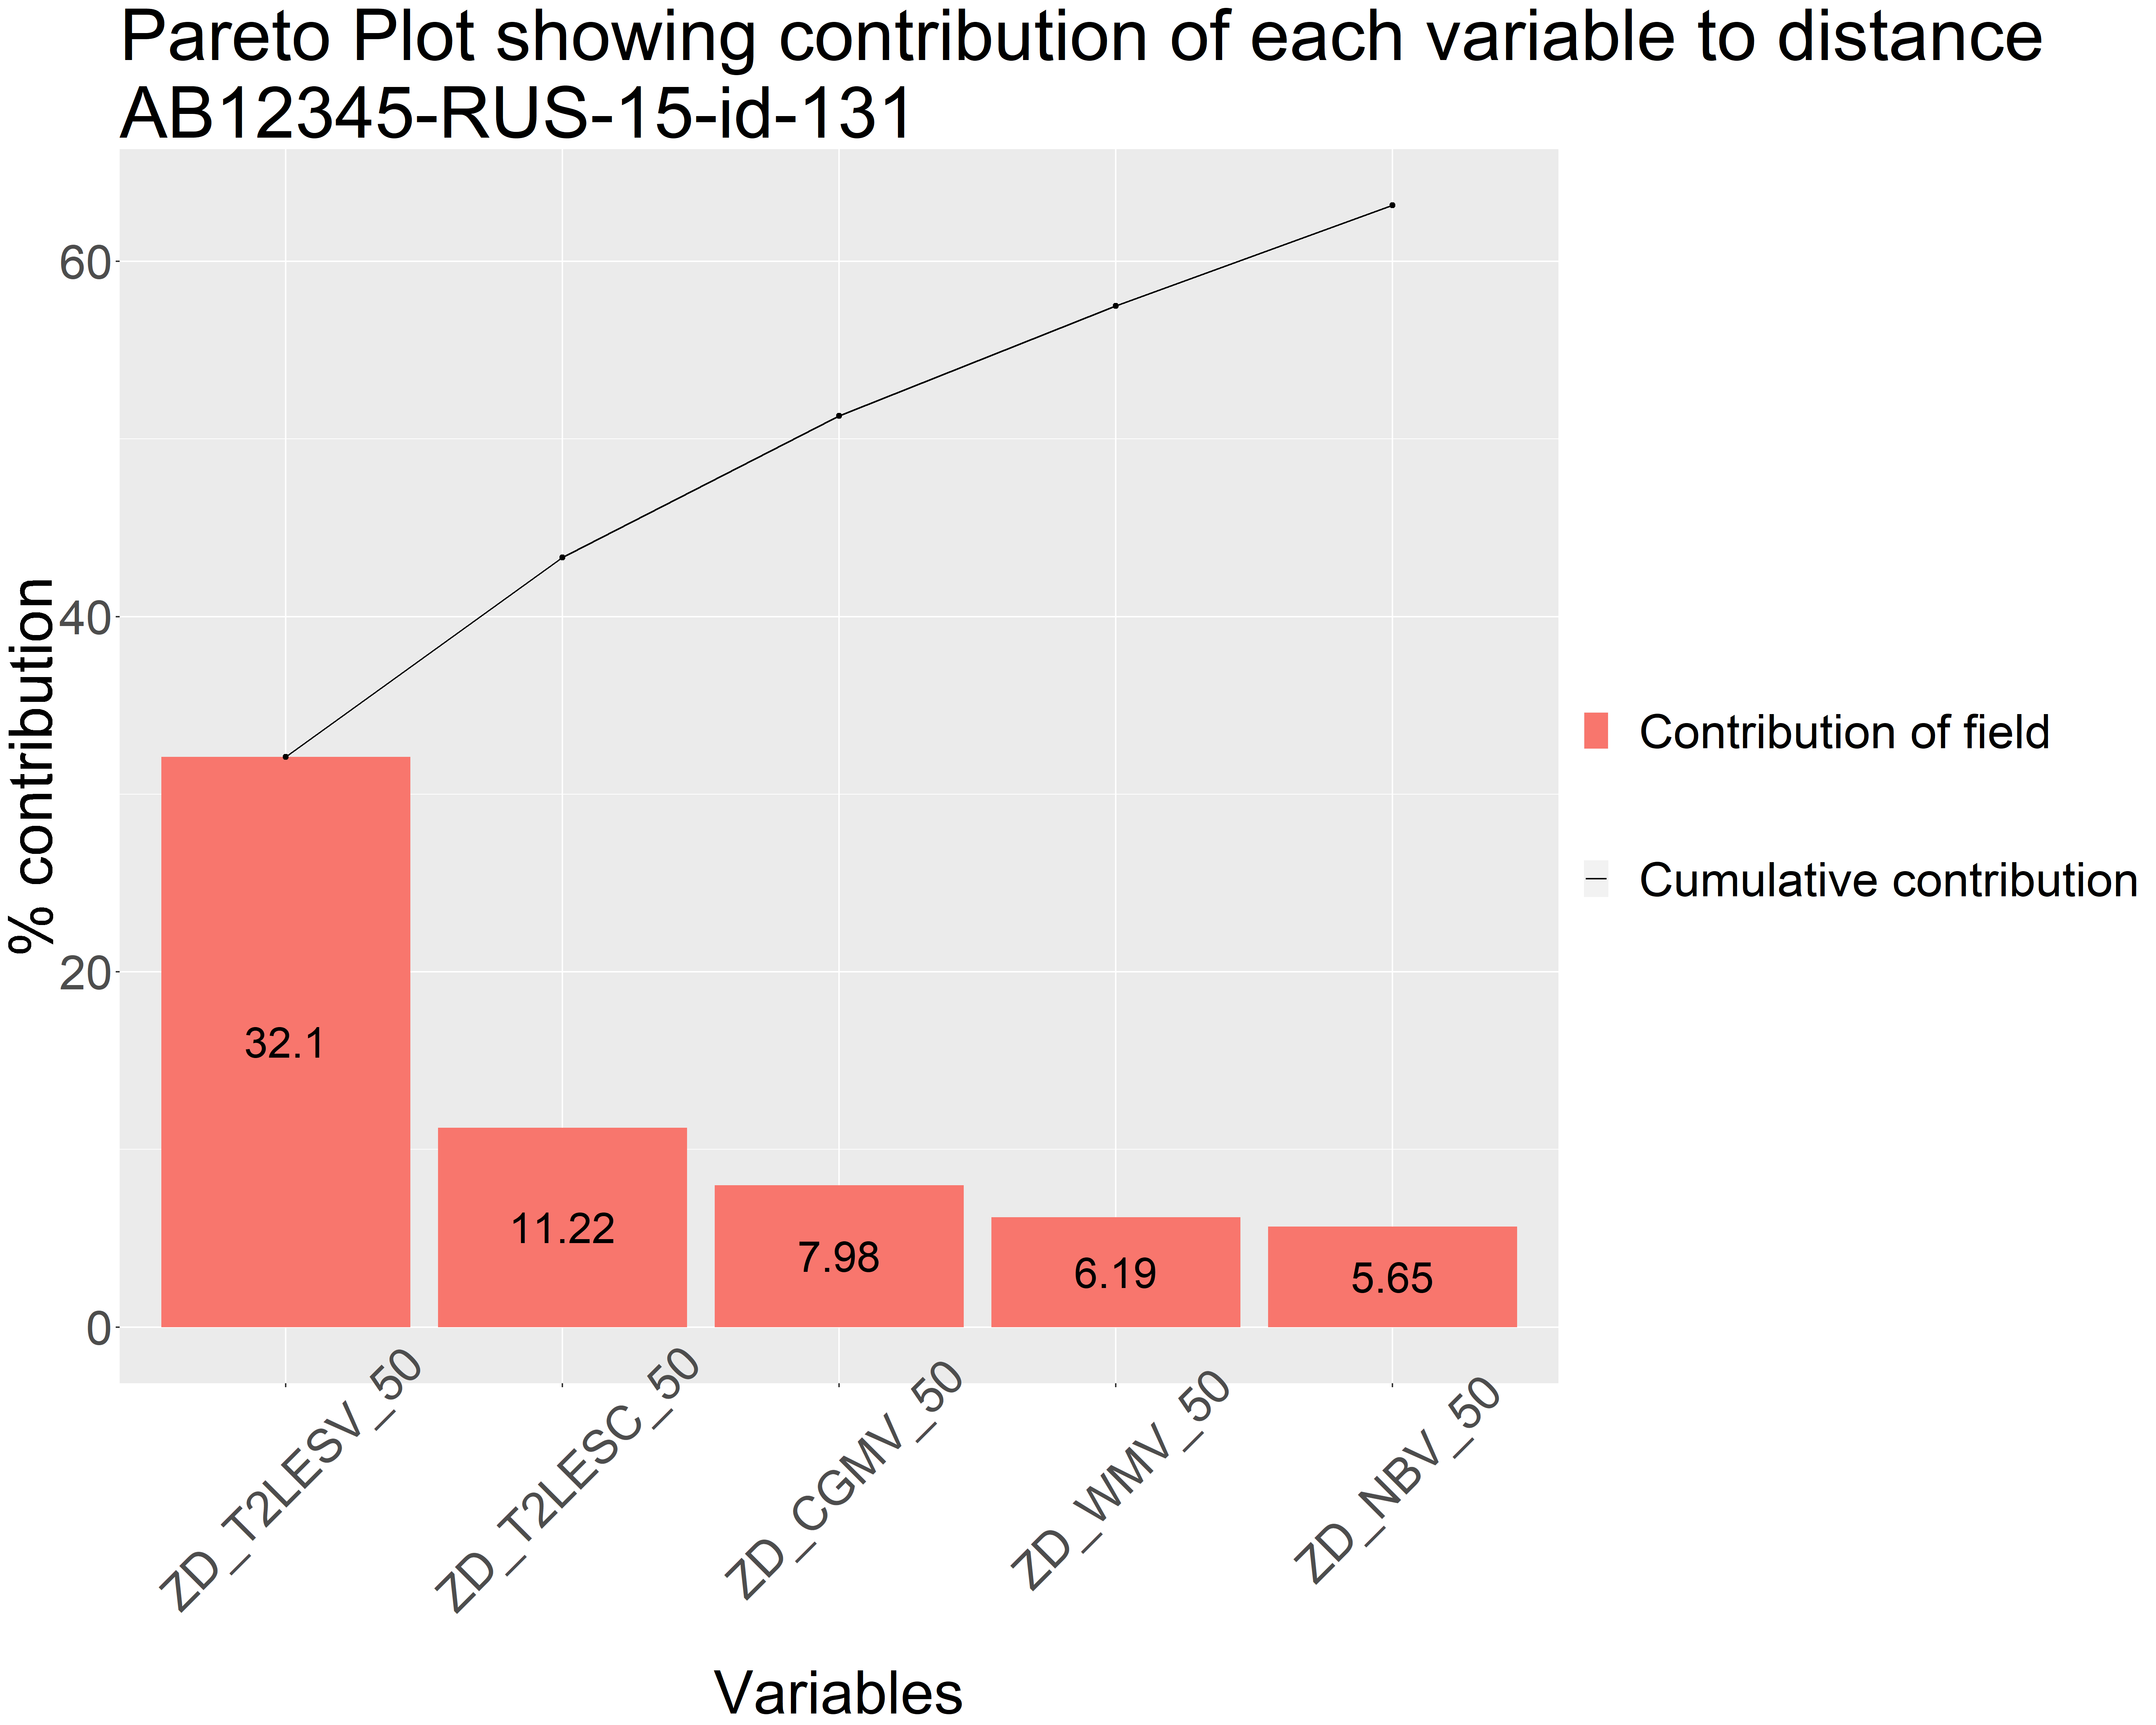 Pareto Plot showing contribution of each variable to distance
AB12345-RUS-15-id-131
% contribution
60
40
20
0
32.1
11.22
7.98
6.19
5.65
ZD_T2LESV_50
ZD_T2LESC_50
ZD_CGMV_50
ZD_WMV_50
ZD_NBV_50
Variables
Contribution of field
Cumulative contribution